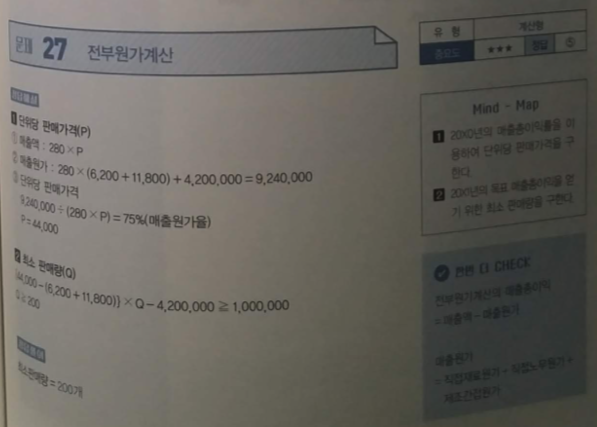 문제 27 전부원가계산
유 형 계산형
중요도 ★★★ 정답 ⑤
1 단위당 판매가격(P)
① 매출액 : 280×P
② 매출원가 : 280×(6,200+11,800)+4,200,000=9,240,000
③ 단위당 판매가격
9,240,000÷(280×P)=75%(매출원가율)
P=44,000
2 최소 판매량(Q)
{44,000-(6,200+11,800)}×Q-4,200,000≧1,000,000
Q≧200
최소판매량=200개
Mind - Map
1 20X0년의 매출총이익률을 이
용하여 단위당 판매가격을 구
한다.
2 20X1년의 목표 매출총이익을 얻
기 위한 최소 판매량을 구한다.
한번 더 CHECK
전부원가계산의 매출총이익
=매출액-매출원가
매출원가
=직접재료원가+직접노무원가+
제조간접원가